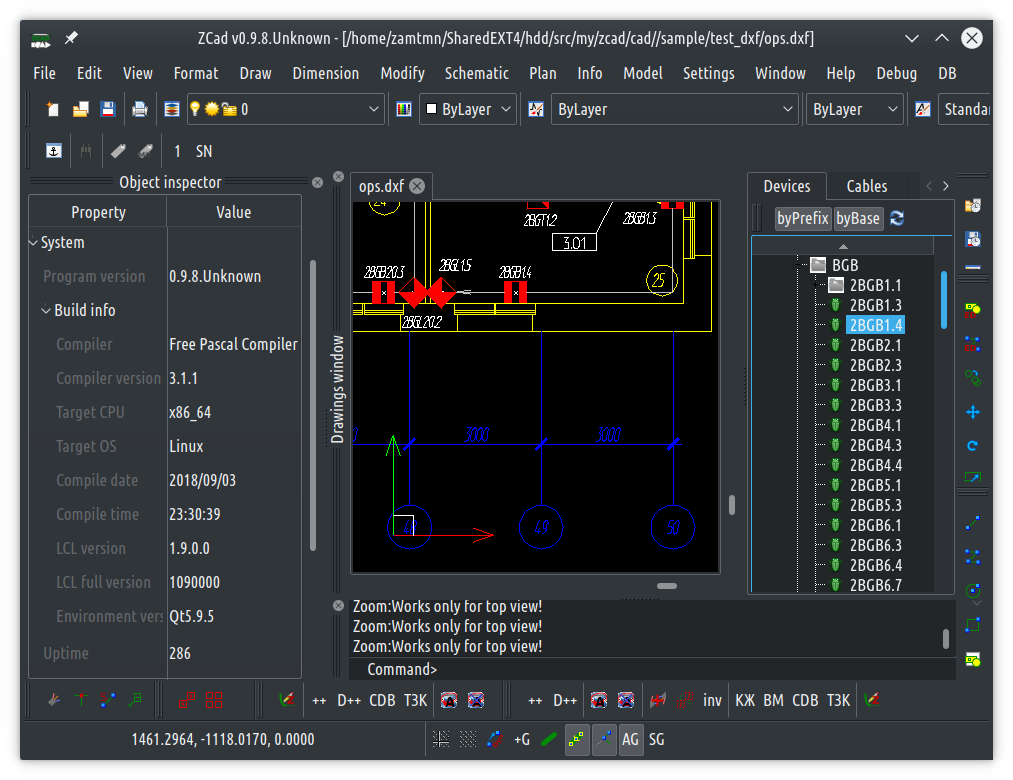 ZCad v0.9.8.Unknown - [/home/zamtmn/SharedEXT4/hdd/src/my/zcad/cad//sample/test_dxf/ops.dxf]
File Edit View Format Draw Dimension Modify Schematic Plan Info Model Settings Window Help Debug DB
0 ByLayer ByLayer ByLayer Standa
1 SN
Object inspector
Property Value
System
Program version 0.9.8.Unknown
Build info
Compiler Free Pascal Compiler
Compiler version 3.1.1
Target CPU x86_64
Target OS Linux
Compile date 2018/09/03
Compile time 23:30:39
LCL version 1.9.0.0
LCL full version 1090000
Environment vers Qt5.9.5
Uptime 286
Drawings window
ops.dxf
24
2BGT1.2
2BGB1.3
3.01
2BGB20.3
2BGL1.5
2BGB1.4
25
2BGL20.2
0 3000 3000
48 49 50
Devices Cables
byPrefix byBase
BGB
2BGB1.1
2BGB1.3
2BGB1.4
2BGB2.1
2BGB2.3
2BGB3.1
2BGB3.3
2BGB4.1
2BGB4.3
2BGB4.4
2BGB5.1
2BGB5.3
2BGB6.1
2BGB6.3
2BGB6.4
2BGB6.7
Zoom:Works only for top view!
Zoom:Works only for top view!
Zoom:Works only for top view!
Command>
++ D++ CDB ТЗК ++ D++ inv КЖ ВМ CDB ТЗК
1461.2964, -1118.0170, 0.0000
+G AG SG